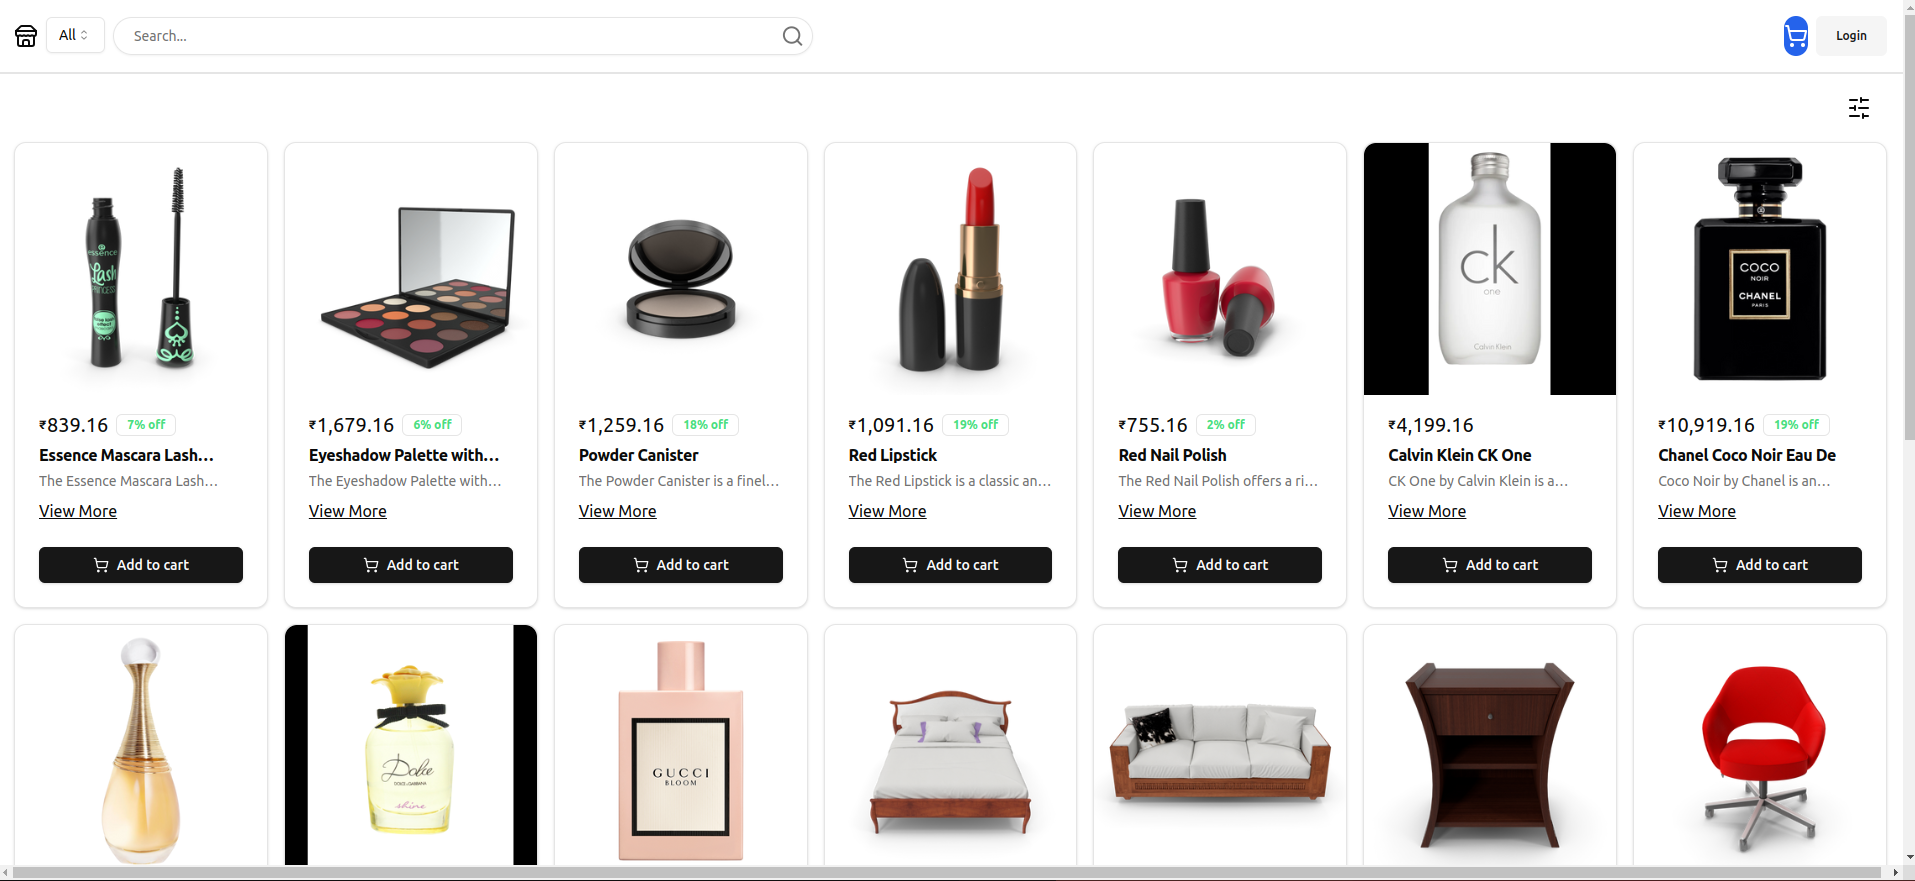 All
Search...
Login
essence
Lash
PRINCESS
ck
one
Calvin Klein
COCO
NOIR
CHANEL
PARIS
₹839.16 7% off
Essence Mascara Lash...
The Essence Mascara Lash...
View More
Add to cart
₹1,679.16 6% off
Eyeshadow Palette with...
The Eyeshadow Palette with...
View More
Add to cart
₹1,259.16 18% off
Powder Canister
The Powder Canister is a finel...
View More
Add to cart
₹1,091.16 19% off
Red Lipstick
The Red Lipstick is a classic an...
View More
Add to cart
₹755.16 2% off
Red Nail Polish
The Red Nail Polish offers a ri...
View More
Add to cart
₹4,199.16
Calvin Klein CK One
CK One by Calvin Klein is a...
View More
Add to cart
₹10,919.16 19% off
Chanel Coco Noir Eau De
Coco Noir by Chanel is an...
View More
Add to cart
Dolce
DOLCE & GABBANA
shine
GUCCI
BLOOM